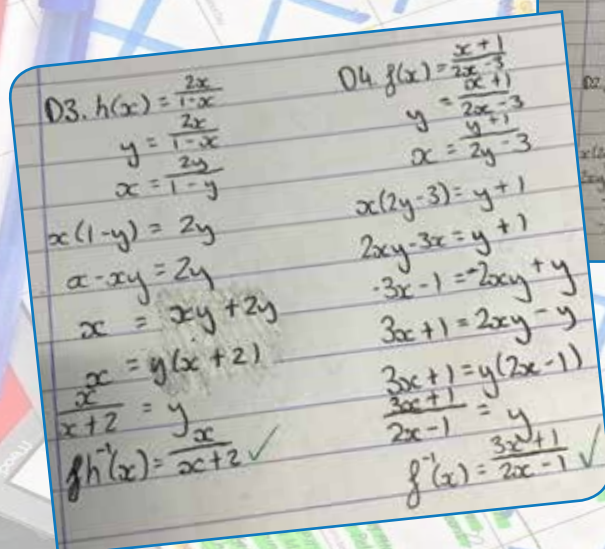 D3. h(x) = 2x/(1-x)
y = 2x/(1-x)
x = 2y/(1-y)
x(1-y) = 2y
x-xy = 2y
x = xy + 2y
x = y(x+2)
x/(x+2) = y
h⁻¹(x) = x/(x+2) ✓
D4. f(x) = (x+1)/(2x-3)
y = (x+1)/(2x-3)
x = (y+1)/(2y-3)
x(2y-3) = y+1
2xy-3x = y+1
-3x-1 = -2xy+y
3x+1 = 2xy-y
3x+1 = y(2x-1)
(3x+1)/(2x-1) = y
f⁻¹(x) = (3x+1)/(2x-1) ✓